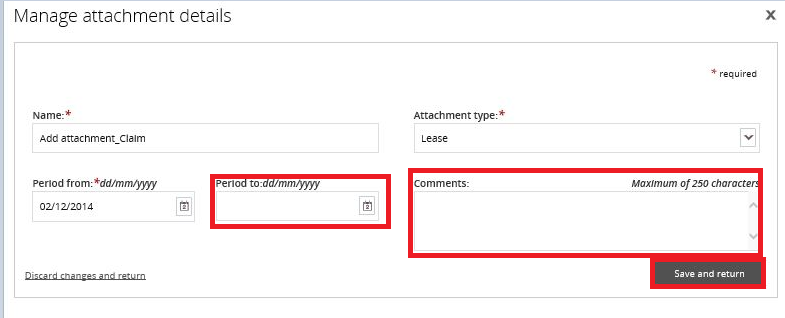 Manage attachment details X
* required
Name:* Attachment type:*
Add attachment_Claim Lease
Period from:*dd/mm/yyyy Period to:dd/mm/yyyy Comments: Maximum of 250 characters
02/12/2014
Discard changes and return Save and return